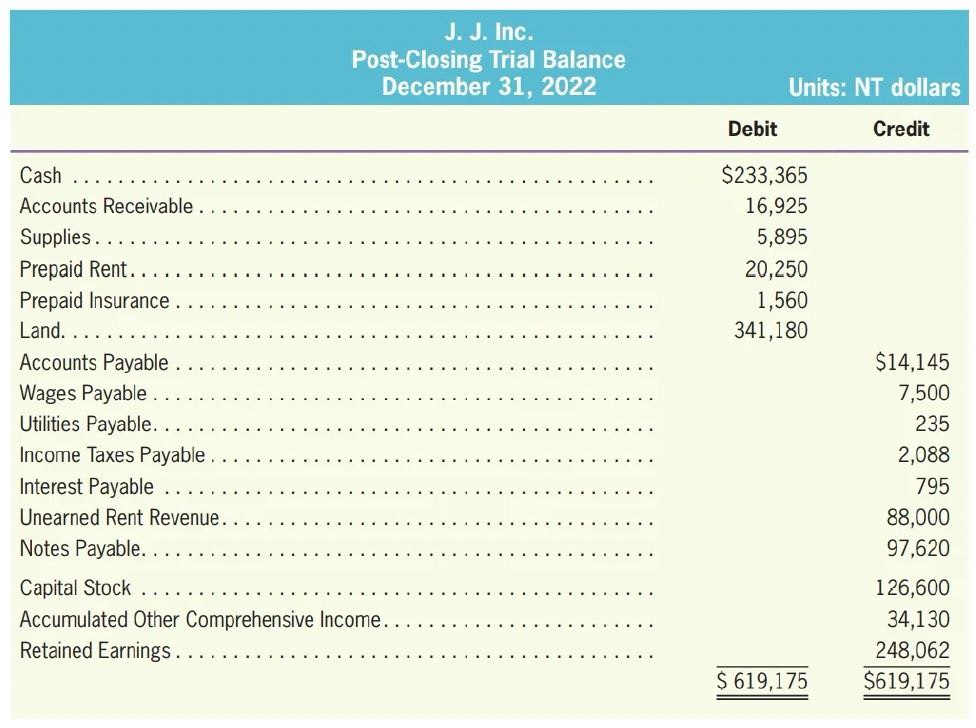 J. J. Inc.
Post-Closing Trial Balance
December 31, 2022 Units: NT dollars
Debit Credit
Cash $233,365
Accounts Receivable 16,925
Supplies 5,895
Prepaid Rent 20,250
Prepaid Insurance 1,560
Land 341,180
Accounts Payable $14,145
Wages Payable 7,500
Utilities Payable 235
Income Taxes Payable 2,088
Interest Payable 795
Unearned Rent Revenue 88,000
Notes Payable 97,620
Capital Stock 126,600
Accumulated Other Comprehensive Income 34,130
Retained Earnings 248,062
$ 619,175 $619,175